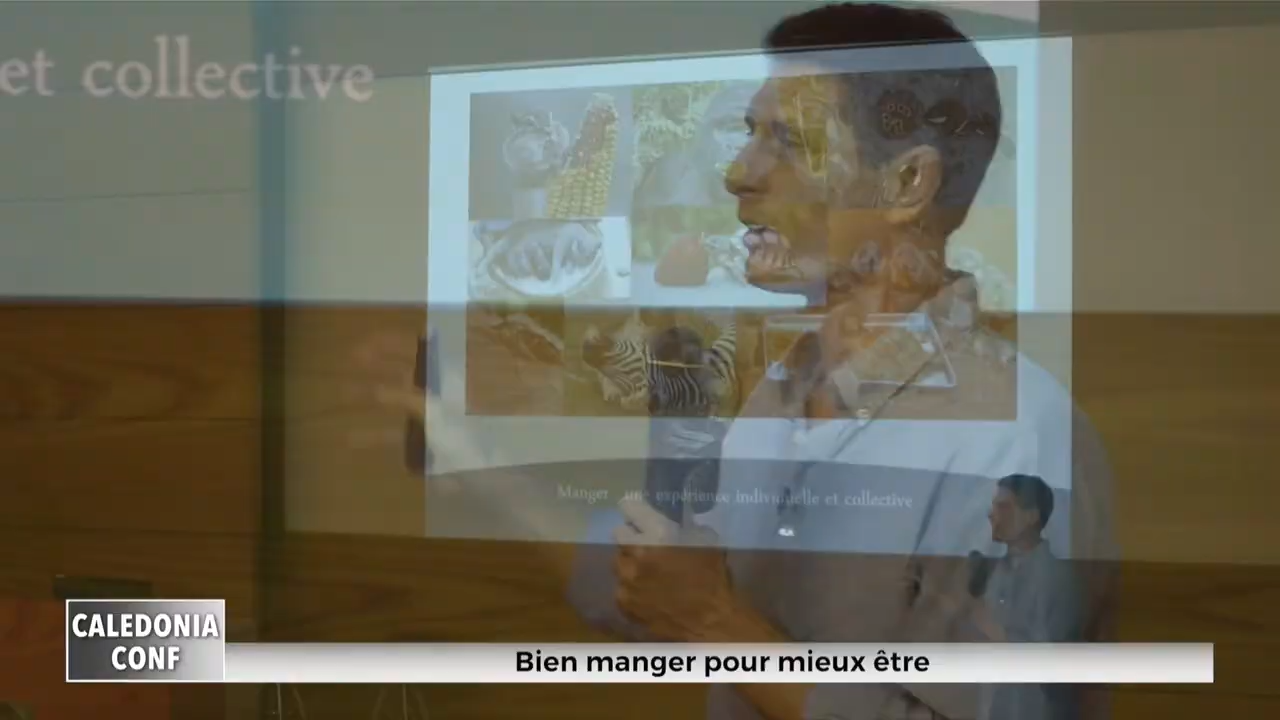 et collective
Manger une expérience individuelle et collective
CALEDONIA
CONF
Bien manger pour mieux être